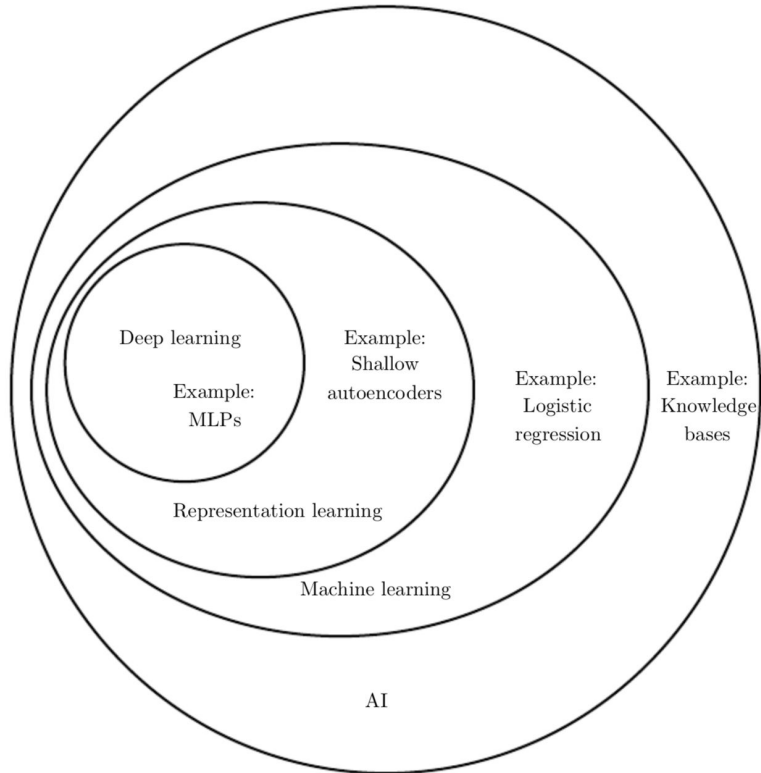 Deep learning
Example:
MLPs
Example:
Shallow
autoencoders
Example:
Logistic
regression
Example:
Knowledge
bases
Representation learning
Machine learning
AI